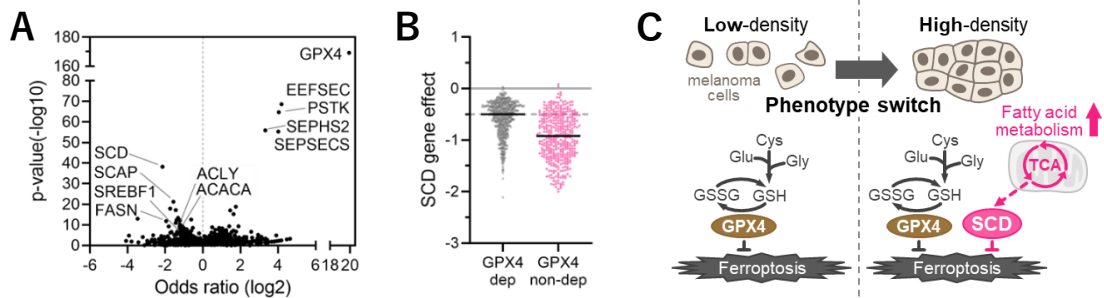 A
180
170
160
80
70
60
50
40
30
20
10
0
p-value(-log10)
GPX4
EEFSEC
PSTK
SEPHS2
SEPSECS
SCD
SCAP
SREBF1
FASN
ACLY
ACACA
-6 -4 -2 0 2 4 6 18 20
Odds ratio (log2)
B
1
0
-1
-2
-3
SCD gene effect
GPX4 dep
GPX4 non-dep
C
Low-density
High-density
melanoma
cells
Phenotype switch
Fatty acid
metabolism
TCA
Cys
Glu
Gly
GSSG
GSH
GPX4
Ferroptosis
Cys
Glu
Gly
GSSG
GSH
GPX4
SCD
Ferroptosis